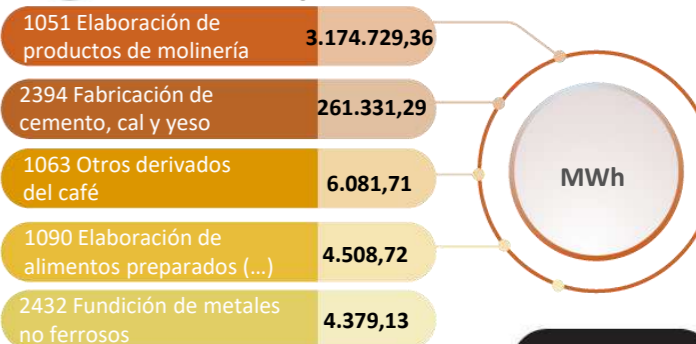 1051 Elaboración de
productos de molinería
3.174.729,36
2394 Fabricación de
cemento, cal y yeso
261.331,29
1063 Otros derivados
del café
6.081,71
1090 Elaboración de
alimentos preparados (…)
4.508,72
2432 Fundición de metales
no ferrosos
4.379,13
MWh